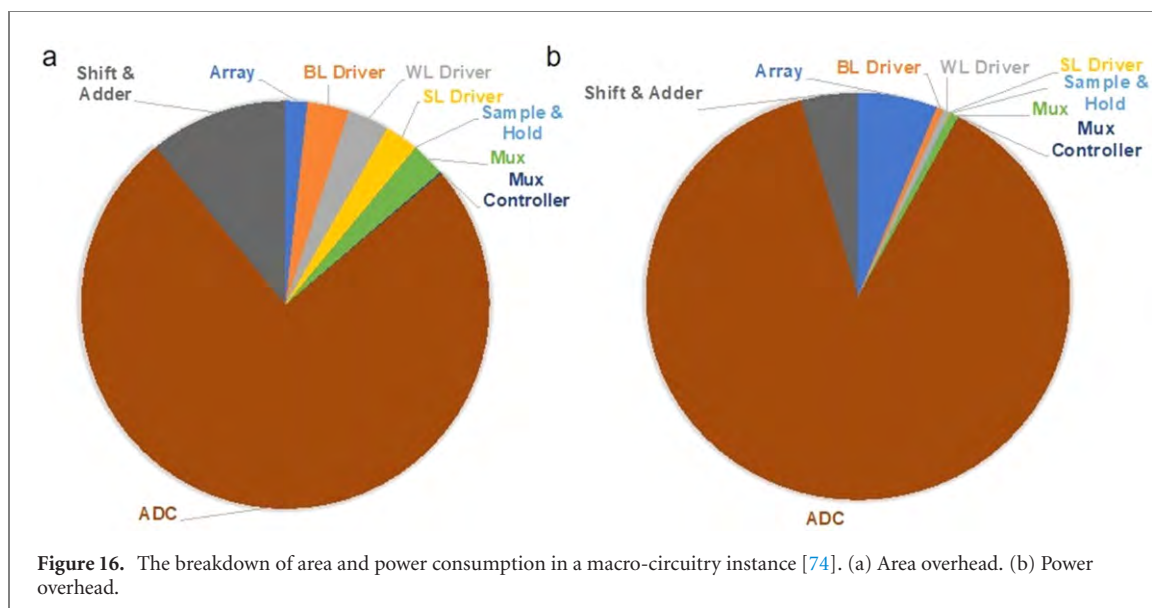 a
Shift &
Adder
Array
BL Driver
WL Driver
SL Driver
Sample &
Hold
Mux
Mux
Controller
ADC
b
Shift & Adder
Array
BL Driver
WL Driver
SL Driver
Sample &
Hold
Mux
Mux
Controller
ADC
Figure 16. The breakdown of area and power consumption in a macro-circuitry instance [74]. (a) Area overhead. (b) Power
overhead.